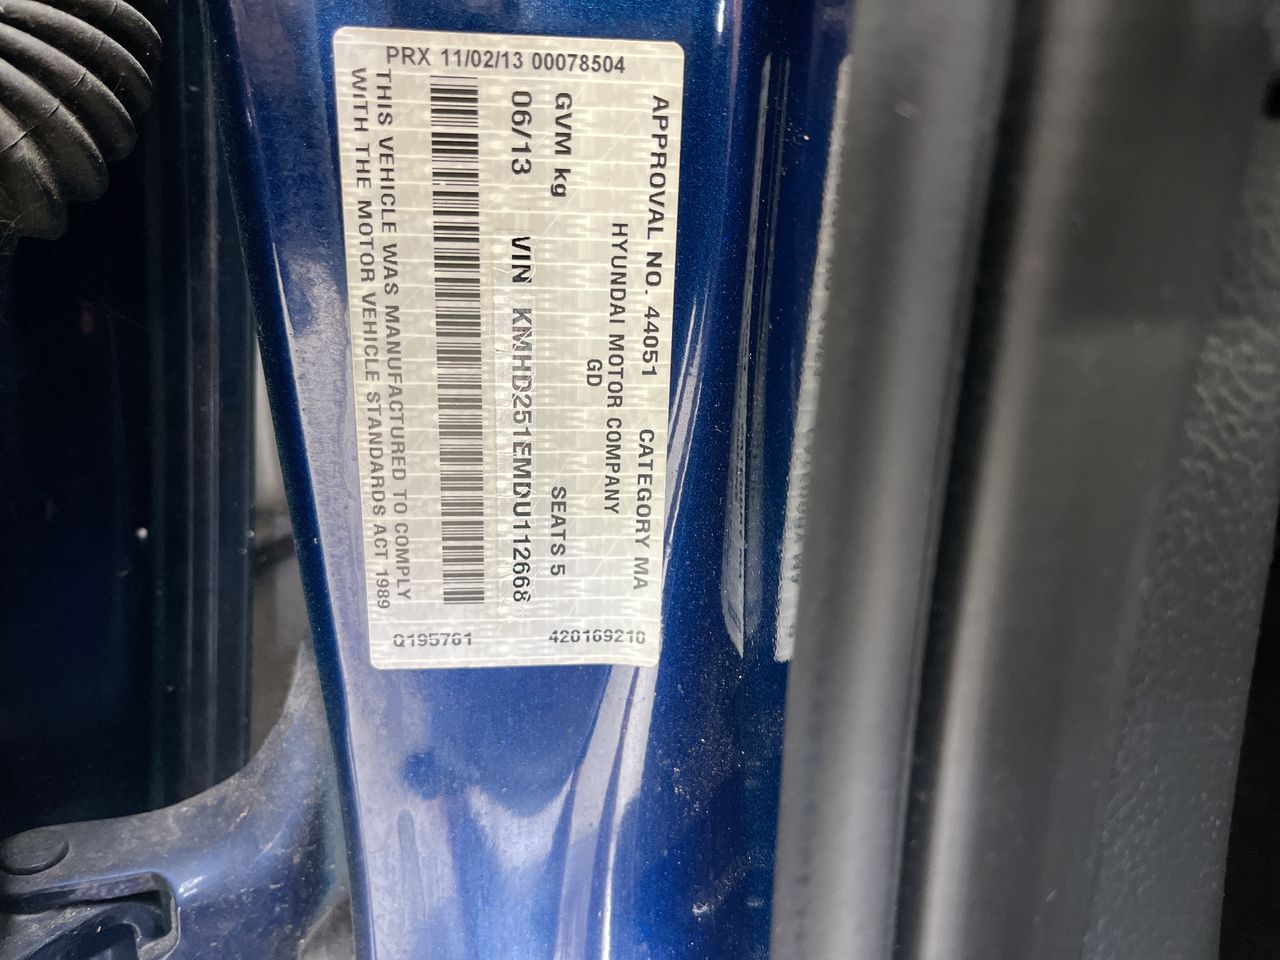 PRX 11/02/13 00078504
APPROVAL NO. 44051 CATEGORY MA
HYUNDAI MOTOR COMPANY
GD
GVM kg SEATS 5
06/13 VIN KMHD251EMDU112668
THIS VEHICLE WAS MANUFACTURED TO COMPLY
WITH THE MOTOR VEHICLE STANDARDS ACT 1989
Q195761 420169210